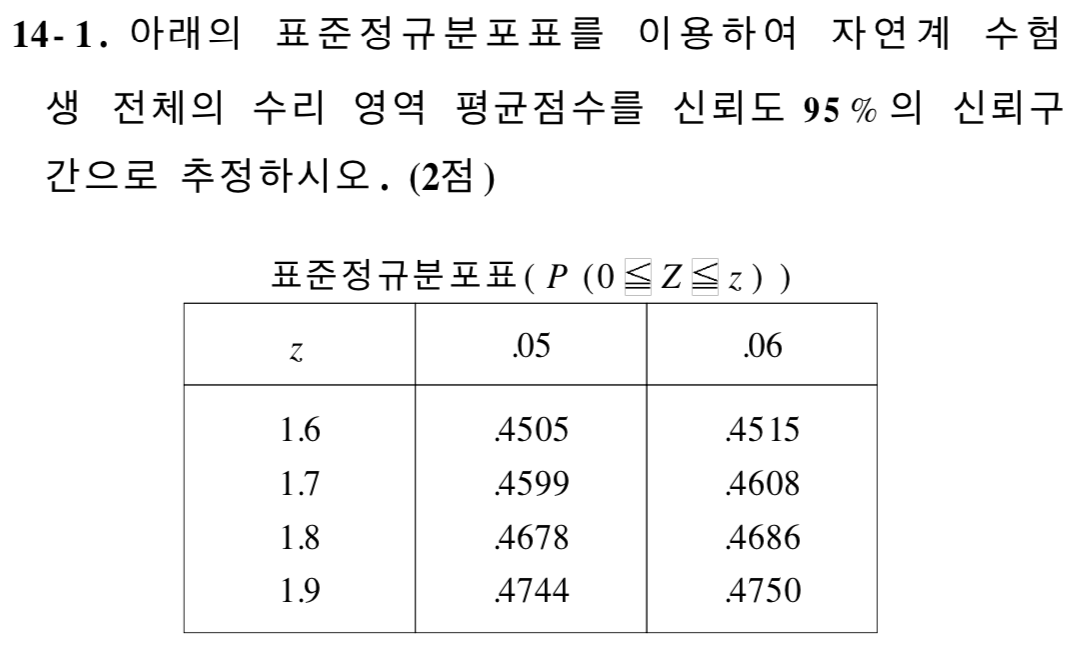 14-1. 아래의 표준정규분포표를 이용하여 자연계 수험
생 전체의 수리 영역 평균점수를 신뢰도 95％의 신뢰구
간으로 추정하시오. (2점)
표준정규분포표( P (0≦Z≦z) )
z .05 .06
1.6 .4505 .4515
1.7 .4599 .4608
1.8 .4678 .4686
1.9 .4744 .4750